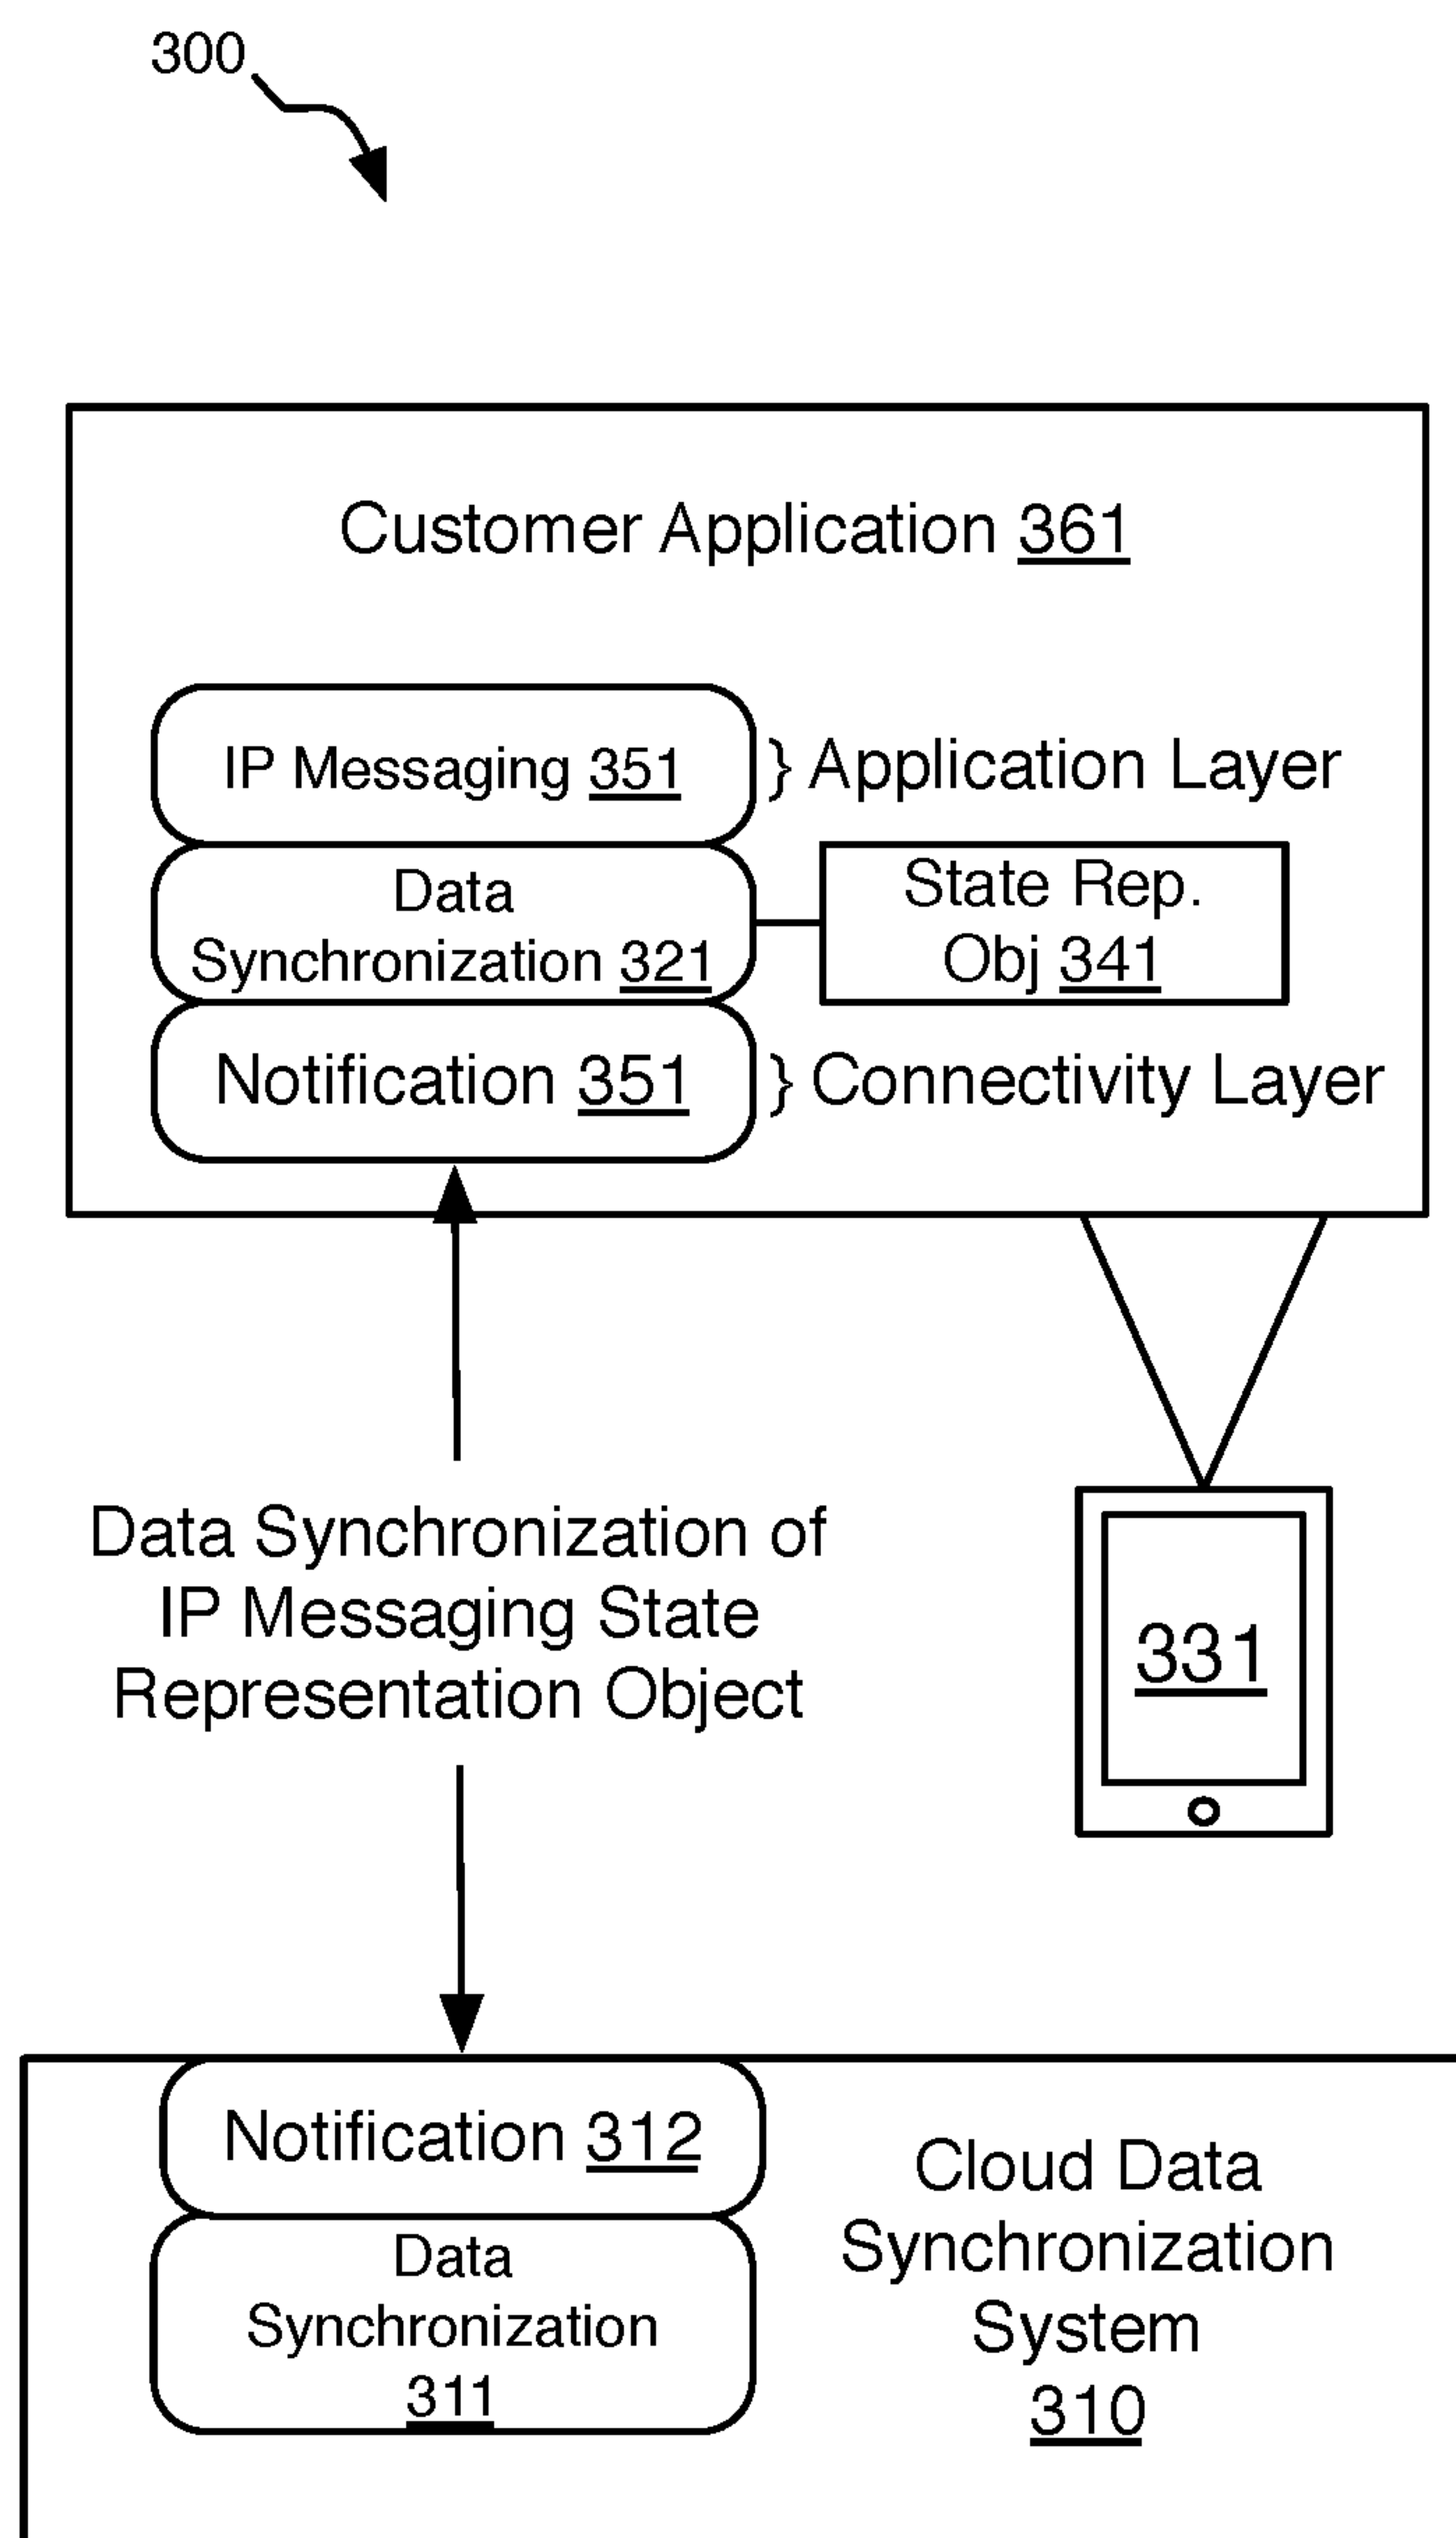 300
Customer Application 361
IP Messaging 351
} Application Layer
Data
Synchronization 321
State Rep.
Obj 341
Notification 351
} Connectivity Layer
Data Synchronization of
IP Messaging State
Representation Object
331
Notification 312
Data
Synchronization
311
Cloud Data
Synchronization
System
310